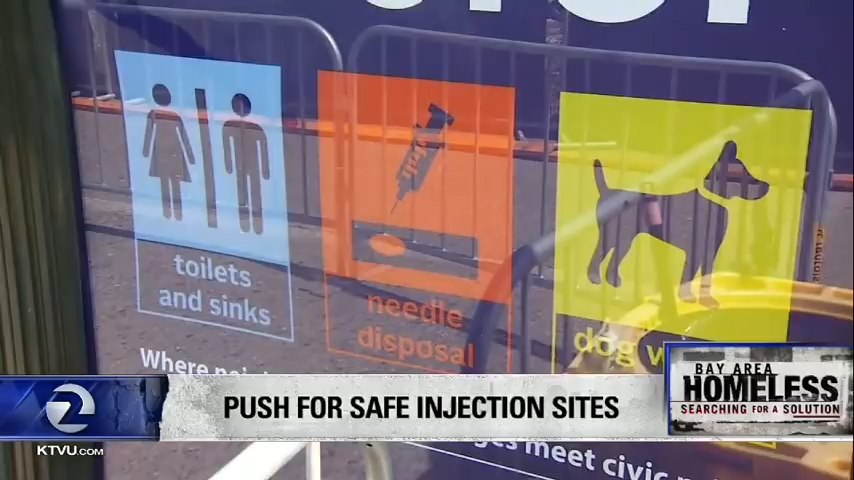 toilets
and sinks
needle
disposal
dog
Where
BAY AREA
HOMELESS
SEARCHING FOR A SOLUTION
PUSH FOR SAFE INJECTION SITES
2
KTVU.COM
meet civic